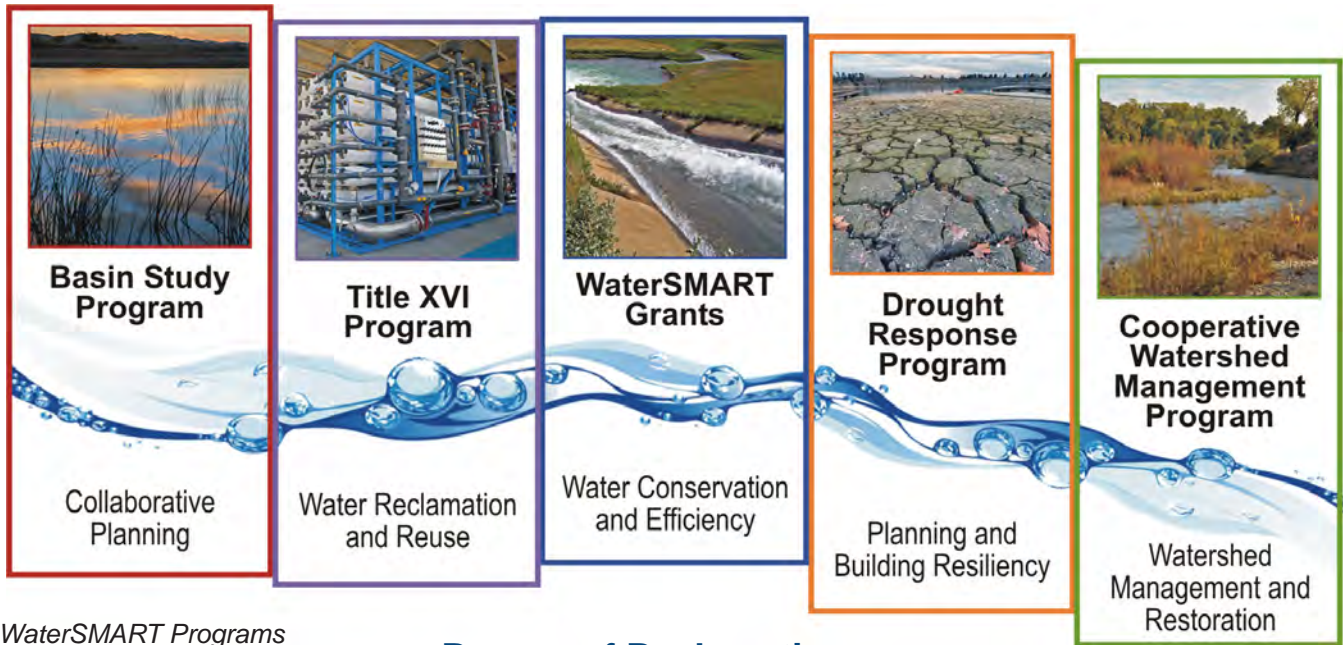 Basin Study
Program
Collaborative
Planning
Title XVI
Program
Water Reclamation
and Reuse
WaterSMART
Grants
Water Conservation
and Efficiency
Drought
Response
Program
Planning and
Building Resiliency
Cooperative
Watershed
Management
Program
Watershed
Management and
Restoration
WaterSMART Programs